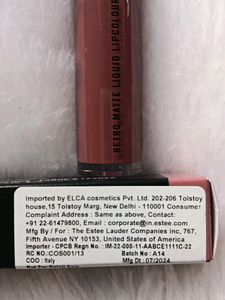 RETRO MATTE LIQUID LIPCOLOUR
Imported by ELCA cosmetics Pvt. Ltd. 202-206 Tolstoy
house,15 Tolstoy Marg, New Delhi - 110001 Consumer
Complaint Address : Same as above, Contact:
+91 22-61479800, Email : corporate@in.estee.com
Mfg By / For : The Estee Lauder Companies inc, 767,
Fifth Avenue NY 10153, United States of America
Importer - CPCB Regn No. : IM-22-000-11-AABCE1111C-22
RC NO. :COS001/13 Batch No : A14
COO : Italy Mfg Dt : 07/2024